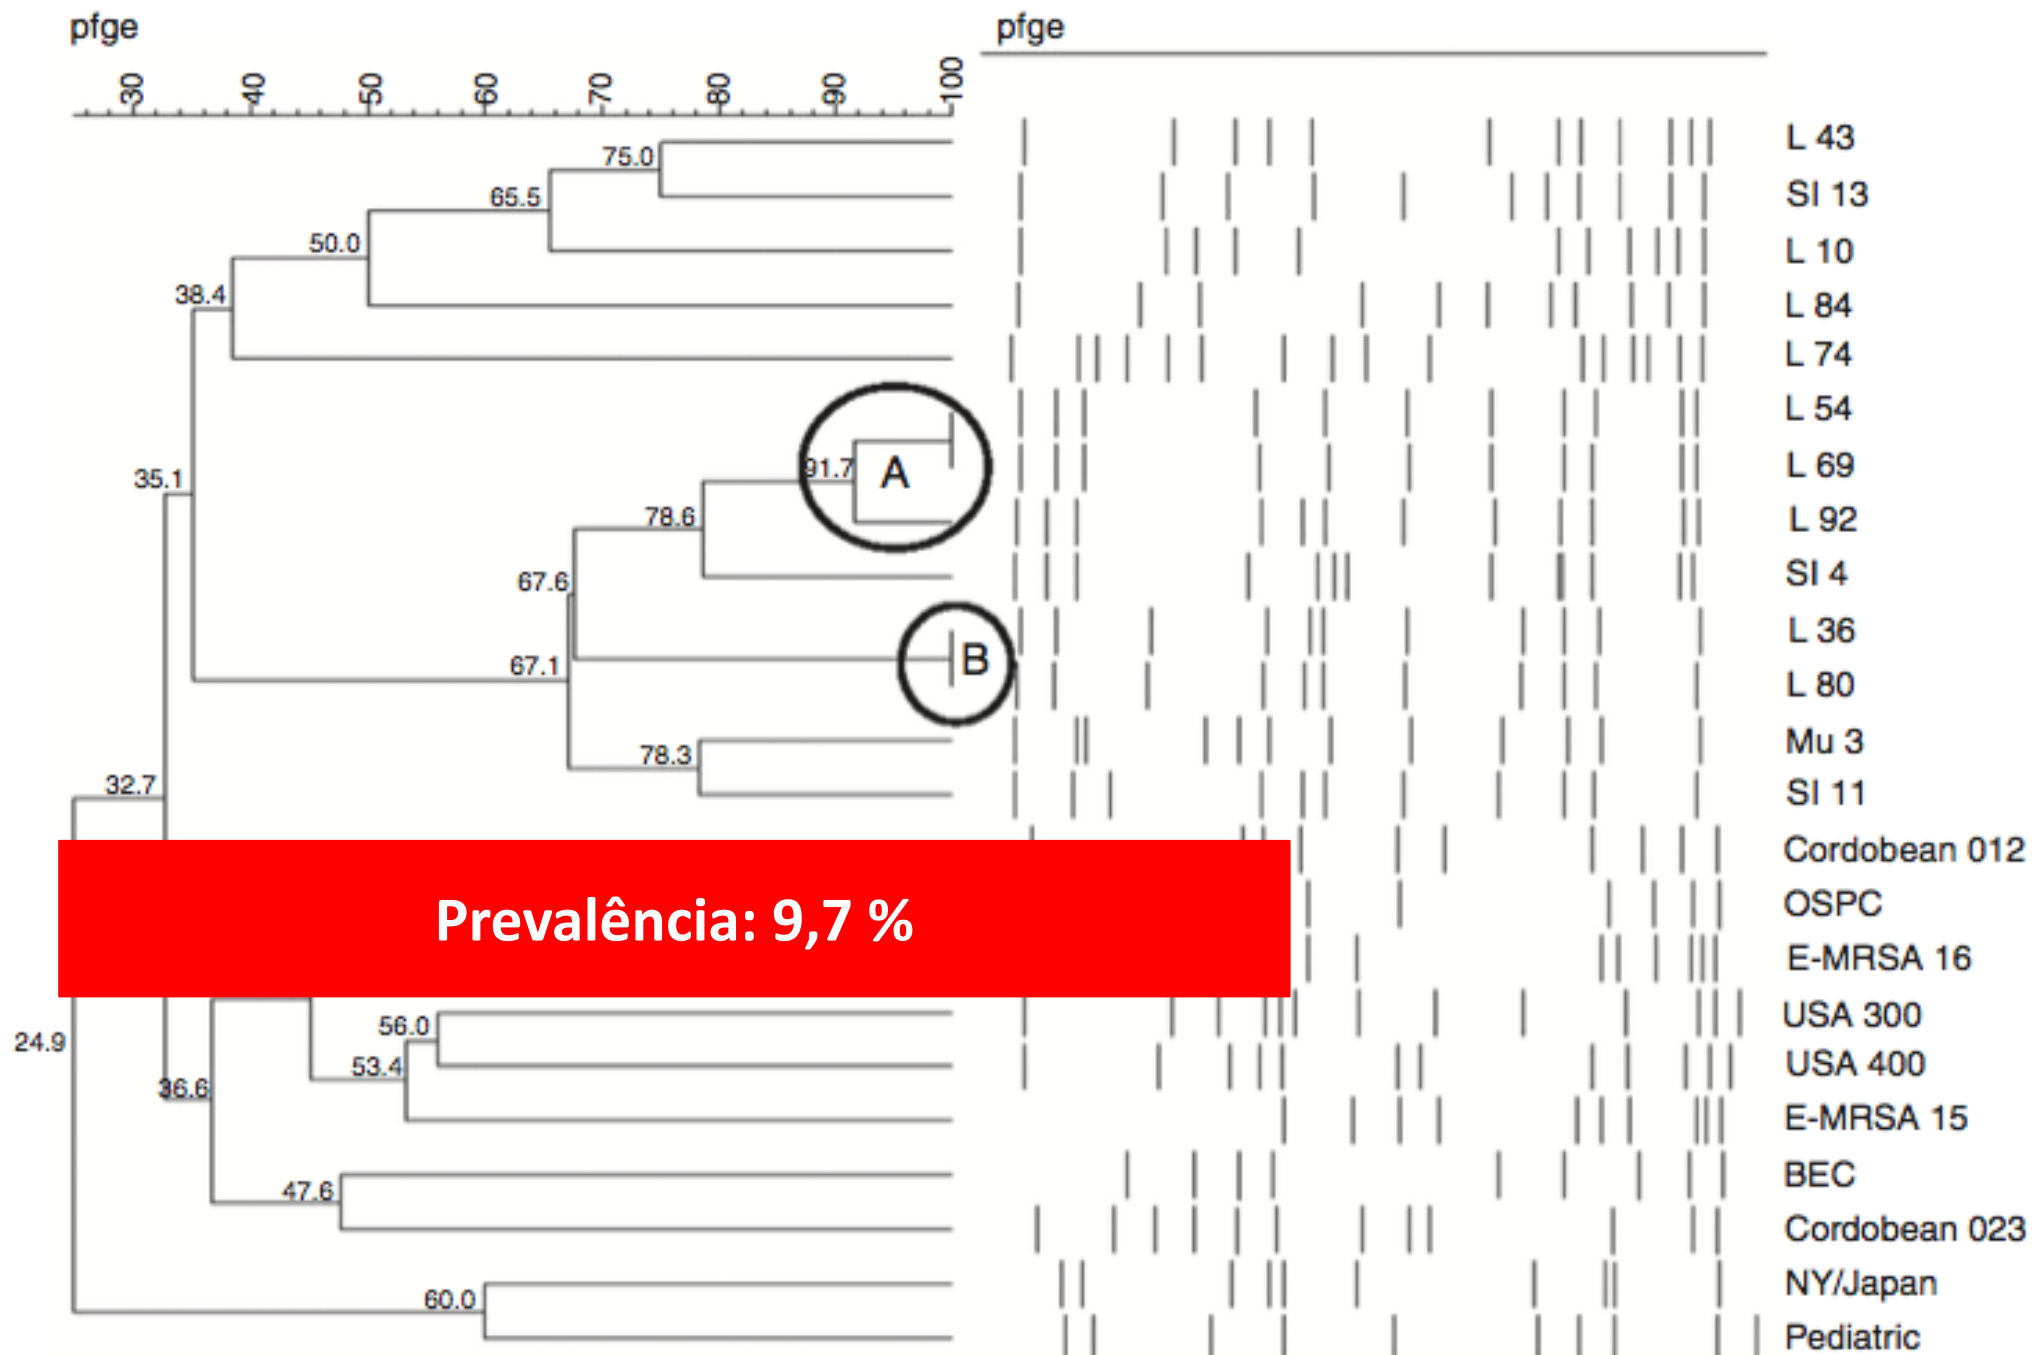 pfge
pfge
30 40 50 60 70 80 90 100
L 43
75.0
SI 13
65.5
L 10
50.0
L 84
38.4
L 74
L 54
91.7
A
L 69
35.1
L 92
78.6
SI 4
67.6
L 36
B
67.1
L 80
Mu 3
78.3
SI 11
32.7
Cordobean 012
OSPC
Prevalência: 9,7 %
E-MRSA 16
USA 300
56.0
24.9
USA 400
53.4
36.6
E-MRSA 15
BEC
47.6
Cordobean 023
NY/Japan
60.0
Pediatric